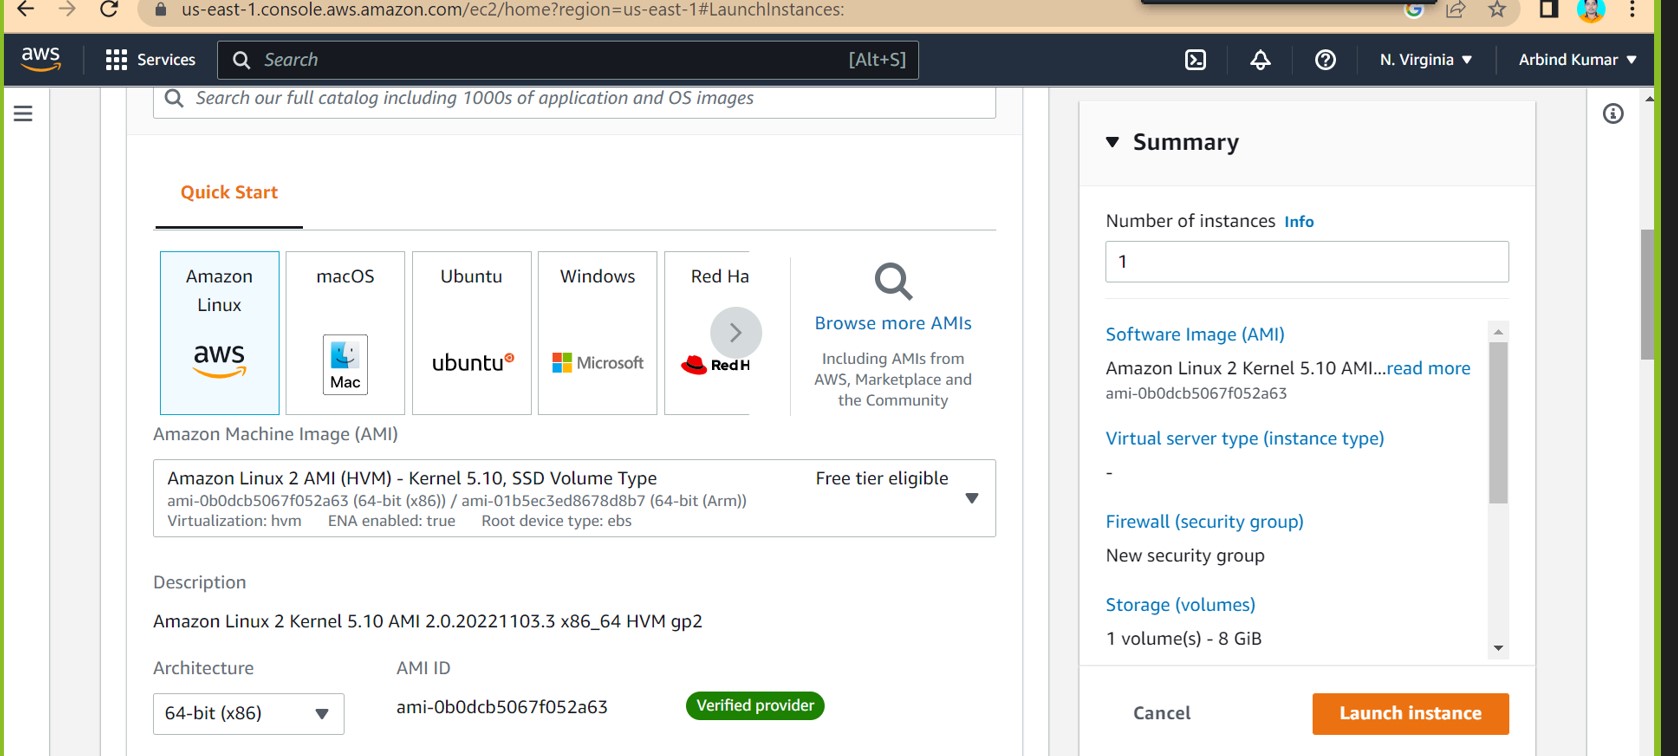 us-east-1.console.aws.amazon.com/ec2/home?region=us-east-1#LaunchInstances:
aws
Services
Search
[Alt+S]
N. Virginia
Arbind Kumar
Search our full catalog including 1000s of application and OS images
Quick Start
Amazon
Linux
aws
macOS
Mac
Ubuntu
ubuntu
Windows
Microsoft
Red Ha
Red H
Browse more AMIs
Including AMIs from
AWS, Marketplace and
the Community
Amazon Machine Image (AMI)
Amazon Linux 2 AMI (HVM) - Kernel 5.10, SSD Volume Type
Free tier eligible
ami-0b0dcb5067f052a63 (64-bit (x86)) / ami-01b5ec3ed8678d8b7 (64-bit (Arm))
Virtualization: hvm ENA enabled: true Root device type: ebs
Description
Amazon Linux 2 Kernel 5.10 AMI 2.0.20221103.3 x86_64 HVM gp2
Architecture
AMI ID
64-bit (x86)
ami-0b0dcb5067f052a63
Verified provider
Summary
Number of instances Info
1
Software Image (AMI)
Amazon Linux 2 Kernel 5.10 AMI...read more
ami-0b0dcb5067f052a63
Virtual server type (instance type)
-
Firewall (security group)
New security group
Storage (volumes)
1 volume(s) - 8 GiB
Cancel
Launch instance